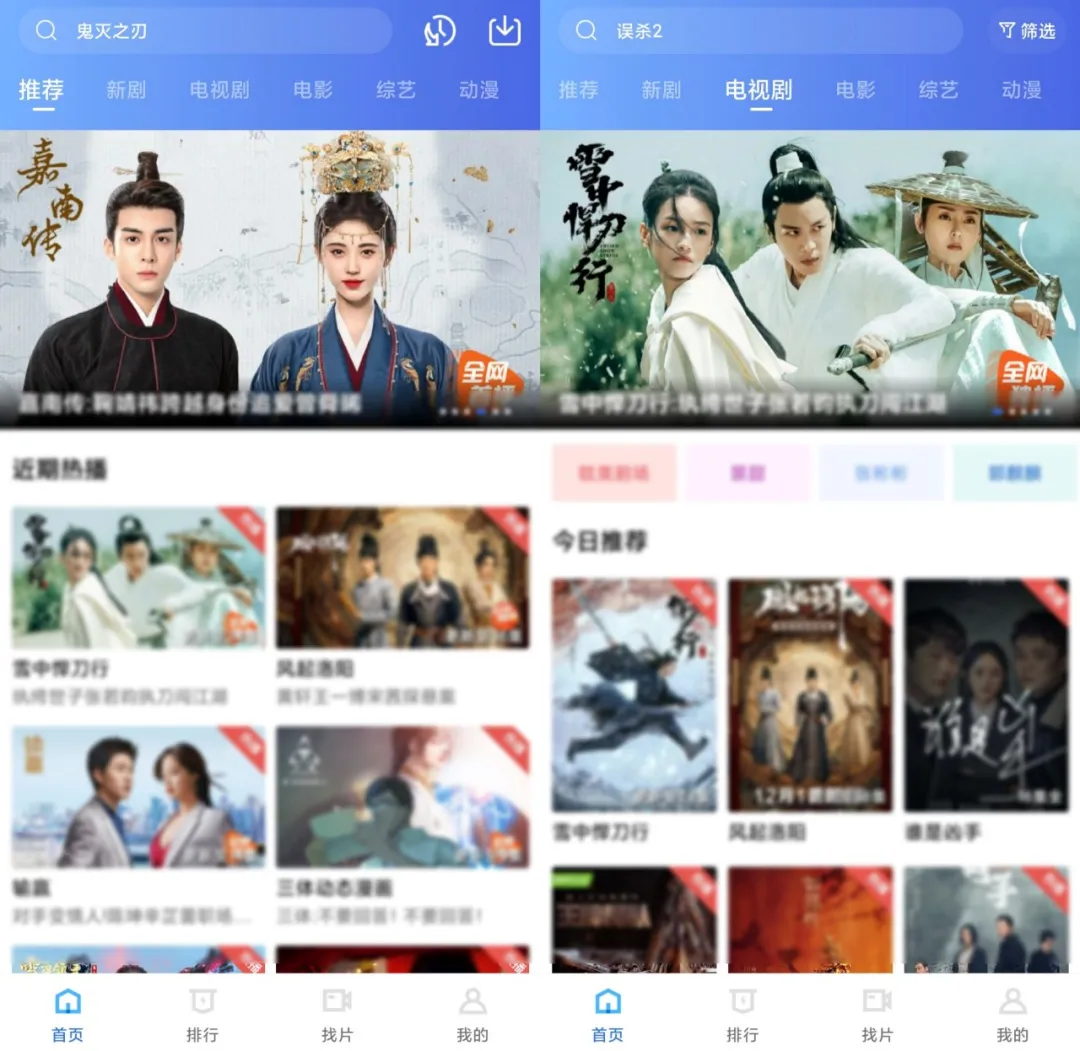 鬼灭之刃
推荐 新剧 电视剧 电影 综艺 动漫
嘉南传
全网
嘉南传:鞠婧祎跨越身份追爱曾舜晞
近期热播
雪中悍刀行
纨绔世子张若昀执刀闯江湖
风起洛阳
黄轩王一博宋茜探悬案
输赢
对手变情人!陈坤辛芷蕾职场...
三体动态漫画
三体:不要回答!不要回答!
首页 排行 找片 我的
误杀2
筛选
推荐 新剧 电视剧 电影 综艺 动漫
雪中悍刀行
全网
独播
雪中悍刀行:纨绔世子张若昀执刀闯江湖
今日推荐
雪中悍刀行
风起洛阳
谁是凶手
谁是凶手
首页 排行 找片 我的